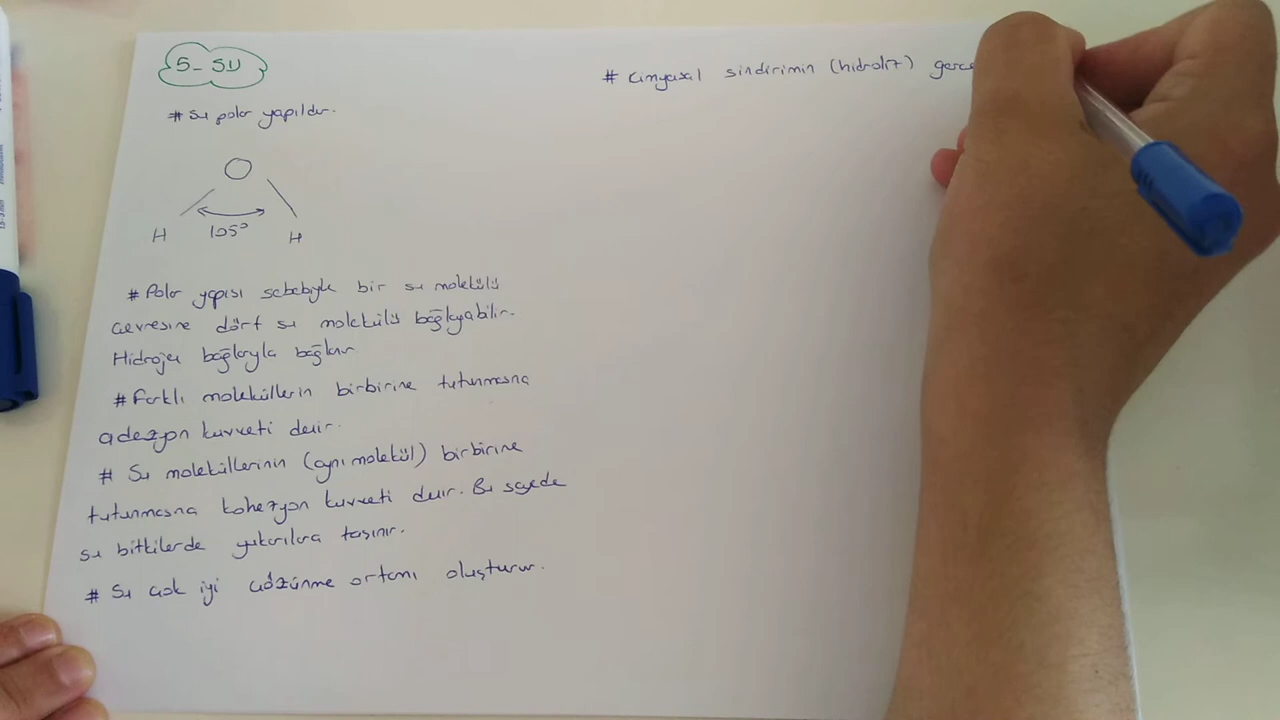 5- SU
# Su polar yapılıdır.
H 105° H
# Polar yapısı sebebiyle bir su molekülü
çevresine dört su molekülü bağlayabilir.
Hidrojen bağlarıyla bağlanır
# Farklı moleküllerin birbirine tutunmasına
adezyon kuvveti denir.
# Su moleküllerinin (aynı molekül) birbirine
tutunmasına kohezyon kuvveti denir. Bu sayede
su bitkilerde yukarılara taşınır.
# Su çok iyi çözünme ortamı oluşturur.
# Kimyasal sindirimin (hidroliz)